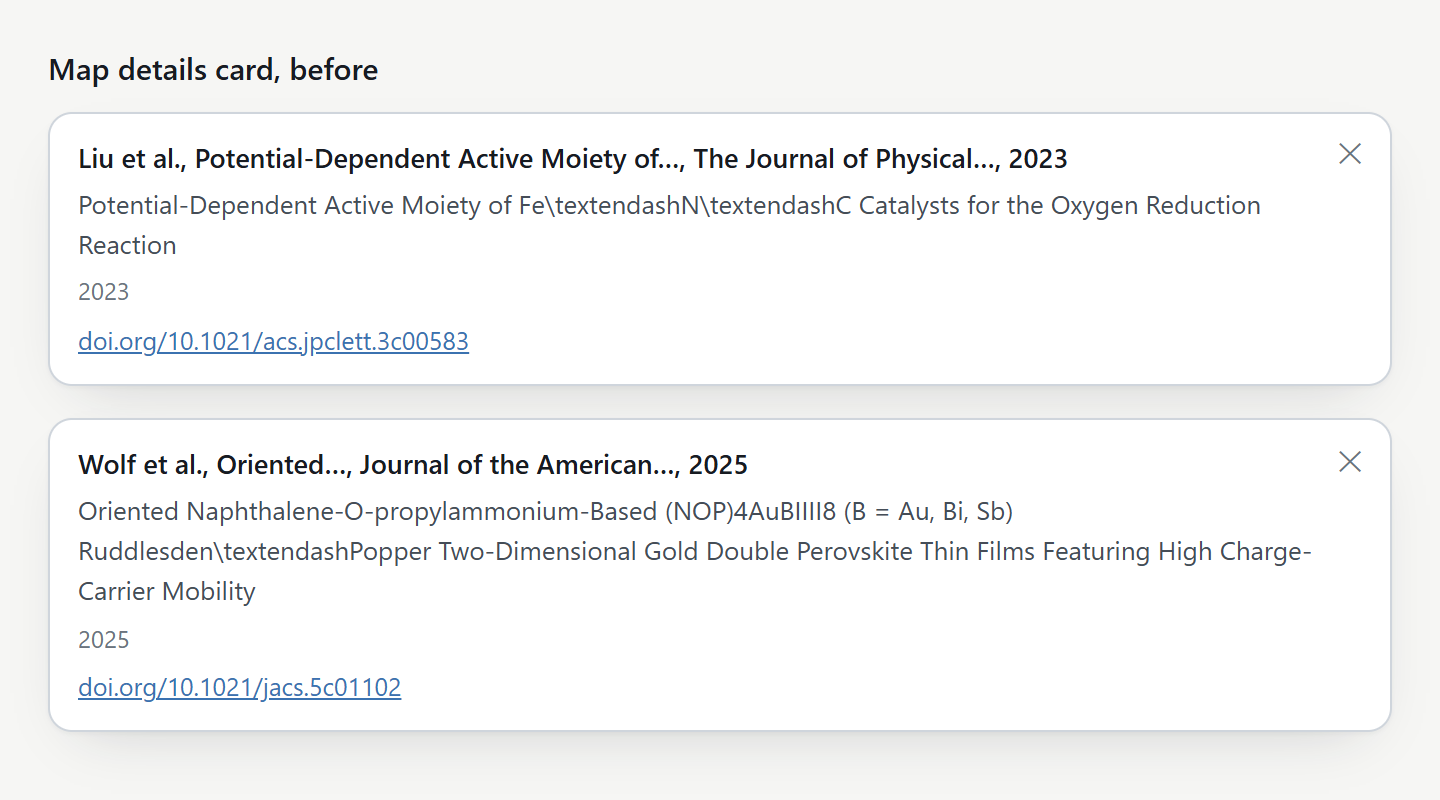 Map details card, before
Liu et al., Potential-Dependent Active Moiety of…, The Journal of Physical…, 2023
Potential-Dependent Active Moiety of Fe\textendashN\textendashC Catalysts for the Oxygen Reduction
Reaction
2023
doi.org/10.1021/acs.jpclett.3c00583
Wolf et al., Oriented…, Journal of the American…, 2025
Oriented Naphthalene-O-propylammonium-Based (NOP)4AuBIIII8 (B = Au, Bi, Sb)
Ruddlesden\textendashPopper Two-Dimensional Gold Double Perovskite Thin Films Featuring High Charge-
Carrier Mobility
2025
doi.org/10.1021/jacs.5c01102